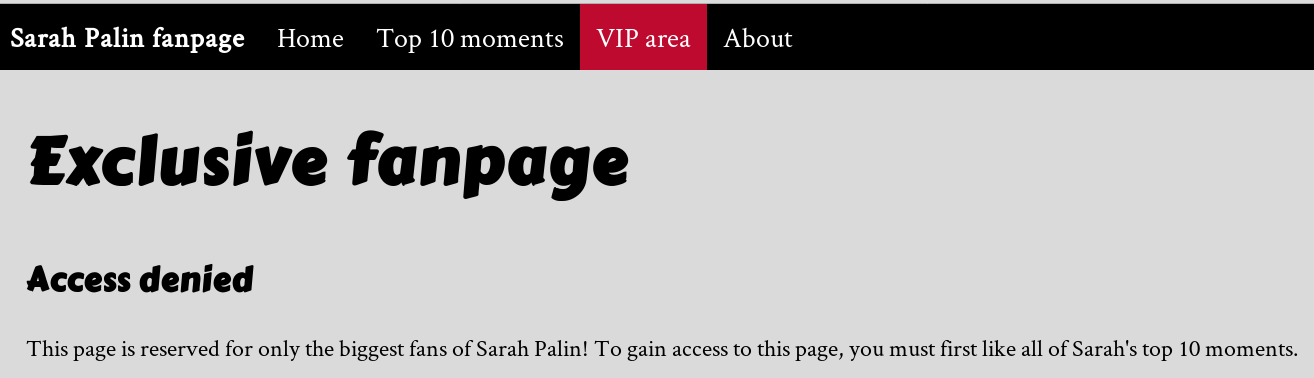 Sarah Palin fanpage Home Top 10 moments VIP area About
Exclusive fanpage
Access denied
This page is reserved for only the biggest fans of Sarah Palin! To gain access to this page, you must first like all of Sarah's top 10 moments.